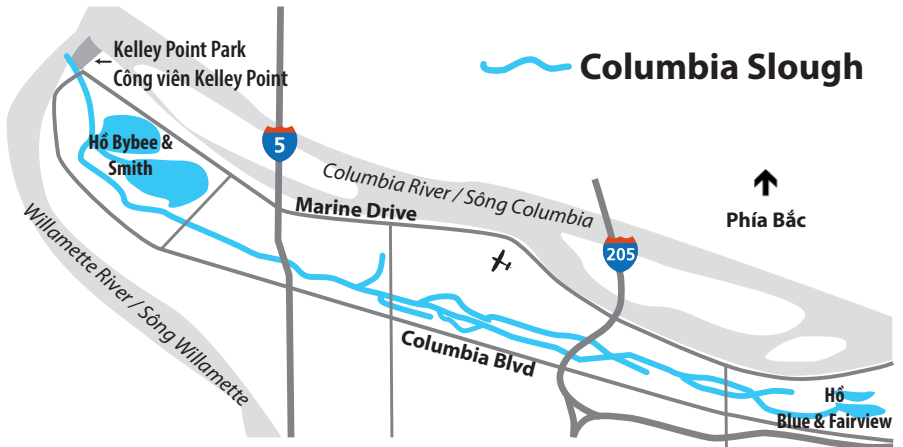 Kelley Point Park
Công viên Kelley Point
Columbia Slough
Hồ Bybee &
Smith
5
Columbia River / Sông Columbia
Phía Bắc
Marine Drive
205
Willamette River / Sông Willamette
Columbia Blvd
Hồ
Blue & Fairview